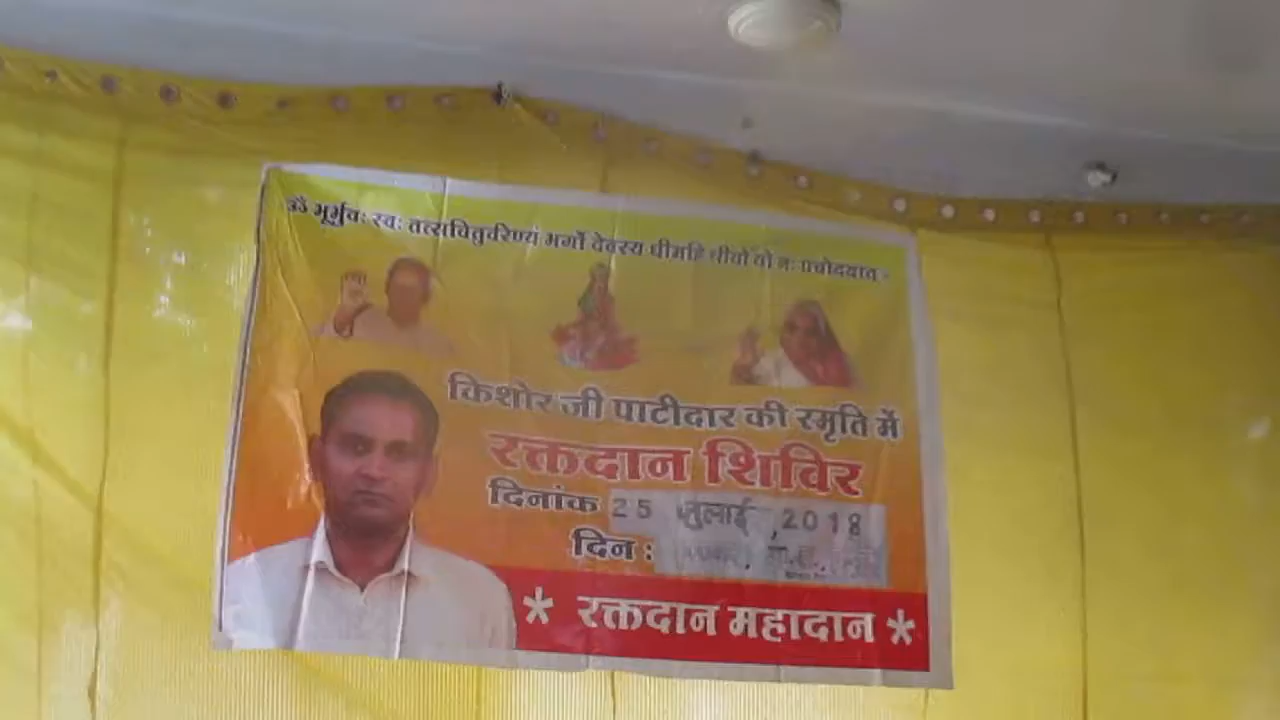 ॐ भूर्भुवः स्वः तत्सवितुवरेण्यं भर्गो देवस्य धीमहि धीयो यो नः प्रचोदयात्
किशोर जी पाटीदार की स्मृति में
रक्तदान शिविर
दिनांक 25 जुलाई, 2018
दिन :
* रक्तदान महादान *